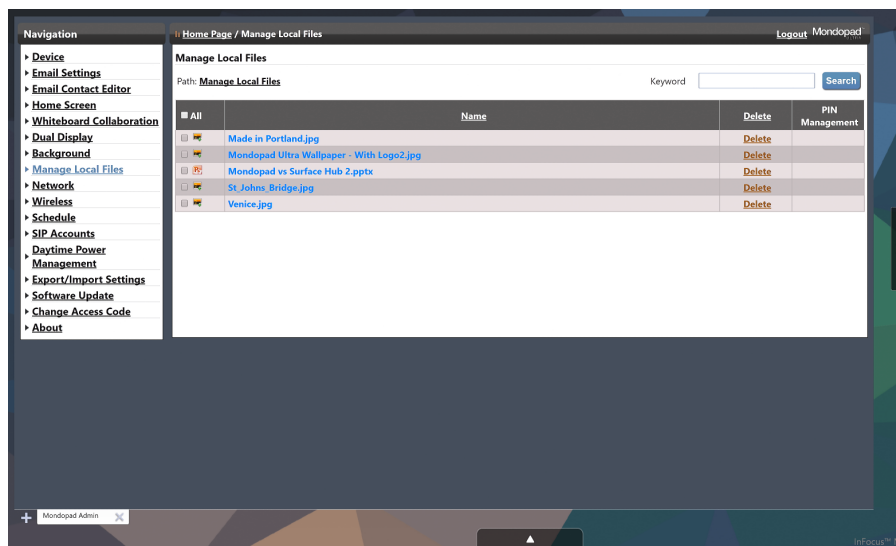 Navigation
Home Page / Manage Local Files
Logout
Mondopad
Device
Email Settings
Email Contact Editor
Home Screen
Whiteboard Collaboration
Dual Display
Background
Manage Local Files
Network
Wireless
Schedule
SIP Accounts
Daytime Power
Management
Export/Import Settings
Software Update
Change Access Code
About
Manage Local Files
Path: Manage Local Files
Keyword
Search
All
Name
Delete
PIN
Management
Made in Portland.jpg
Delete
Mondopad Ultra Wallpaper - With Logo2.jpg
Delete
Mondopad vs Surface Hub 2.pptx
Delete
St_Johns_Bridge.jpg
Delete
Venice.jpg
Delete
Mondopad Admin
InFocus™